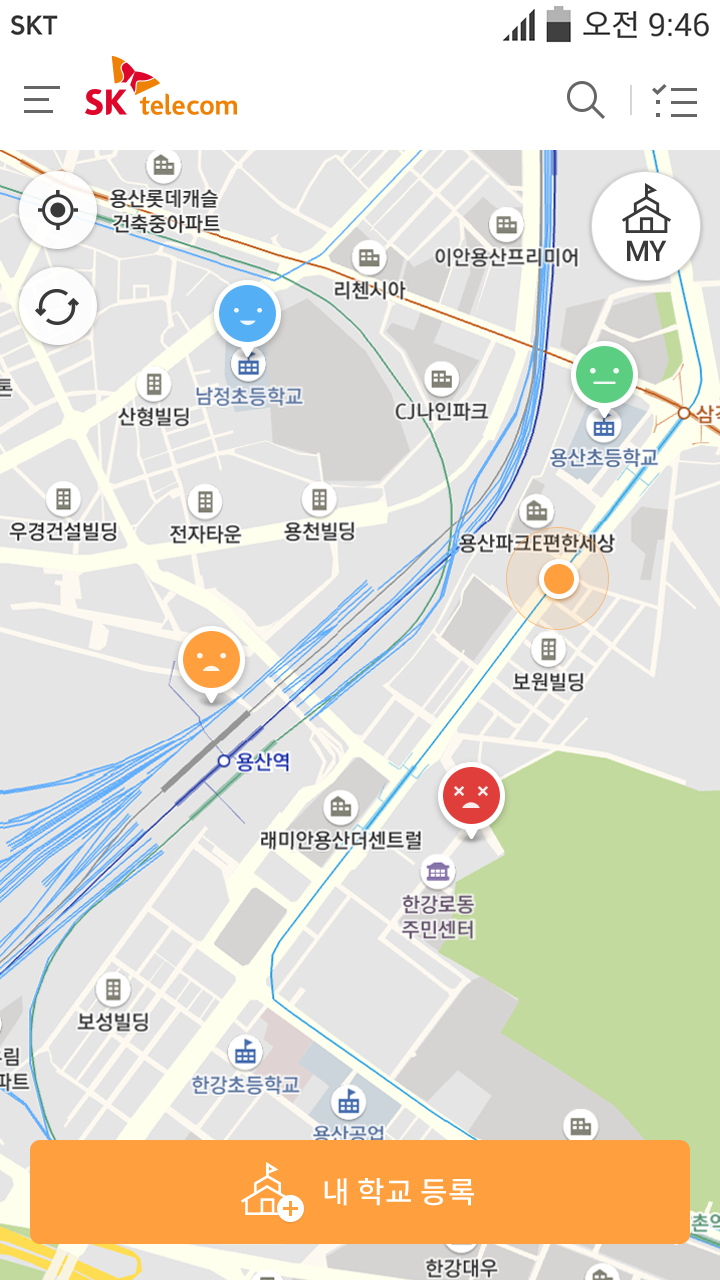 SKT
오전 9:46
SK telecom
용산롯데캐슬
건축중아파트
이안용산프리미어
MY
리첸시아
남정초등학교
산형빌딩
CJ나인파크
삼각
용산초등학교
우경건설빌딩
전자타운
용천빌딩
용산파크E편한세상
보원빌딩
용산역
래미안용산더센트럴
한강로동
주민센터
보성빌딩
한강초등학교
용산공업
내 학교 등록
한강대우